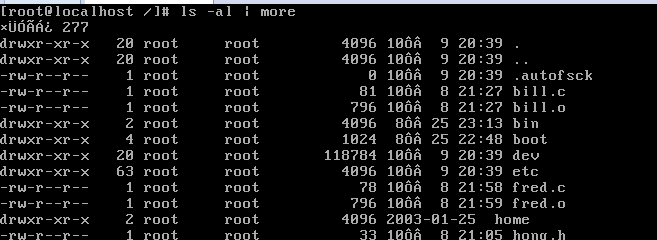 [root@localhost /]# ls -al | more
×ÜÓÃÁ¿ 277
drwxr-xr-x 20 root root 4096 10ÔÂ 9 20:39 .
drwxr-xr-x 20 root root 4096 10ÔÂ 9 20:39 ..
-rw-r--r-- 1 root root 0 10ÔÂ 9 20:39 .autofsck
-rw-r--r-- 1 root root 81 10ÔÂ 8 21:27 bill.c
-rw-r--r-- 1 root root 796 10ÔÂ 8 21:27 bill.o
drwxr-xr-x 2 root root 4096 8ÔÂ 25 23:13 bin
drwxr-xr-x 4 root root 1024 8ÔÂ 25 22:48 boot
drwxr-xr-x 20 root root 118784 10ÔÂ 9 20:39 dev
drwxr-xr-x 63 root root 4096 10ÔÂ 9 20:39 etc
-rw-r--r-- 1 root root 78 10ÔÂ 8 21:58 fred.c
-rw-r--r-- 1 root root 796 10ÔÂ 8 21:59 fred.o
drwxr-xr-x 2 root root 4096 2003-01-25 home
-rw-r--r-- 1 root root 33 10ÔÂ 8 21:05 hong.h